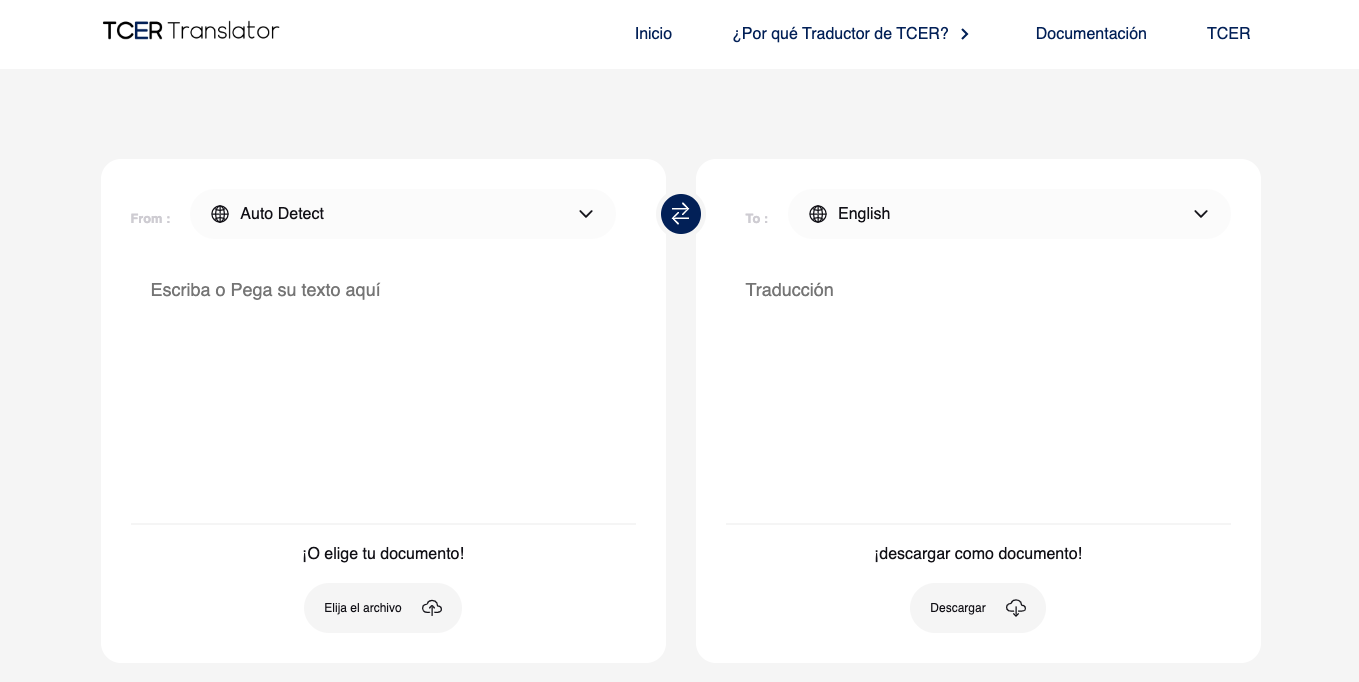 TCER Translator
Inicio
¿Por qué Traductor de TCER?
Documentación
TCER
From :
Auto Detect
To :
English
Escriba o Pega su texto aquí
Traducción
¡O elige tu documento!
¡descargar como documento!
Elija el archivo
Descargar